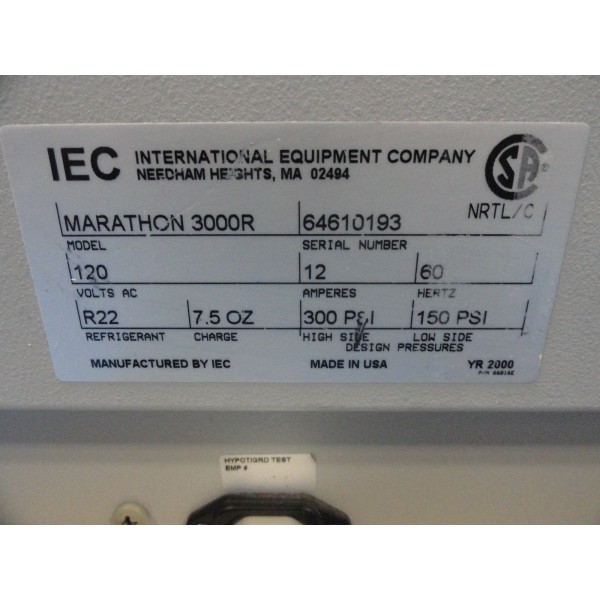 IEC INTERNATIONAL EQUIPMENT COMPANY
NEEDHAM HEIGHTS, MA 02494
SA
NRTL/C
MARATHON 3000R 64610193
MODEL SERIAL NUMBER
120 12 60
VOLTS AC AMPERES HERTZ
R22 7.5 OZ 300 PSI 150 PSI
REFRIGERANT CHARGE HIGH SIDE LOW SIDE
DESIGN PRESSURES
MANUFACTURED BY IEC MADE IN USA YR 2000
P/N
HYPOT/GRD TEST
EMP #